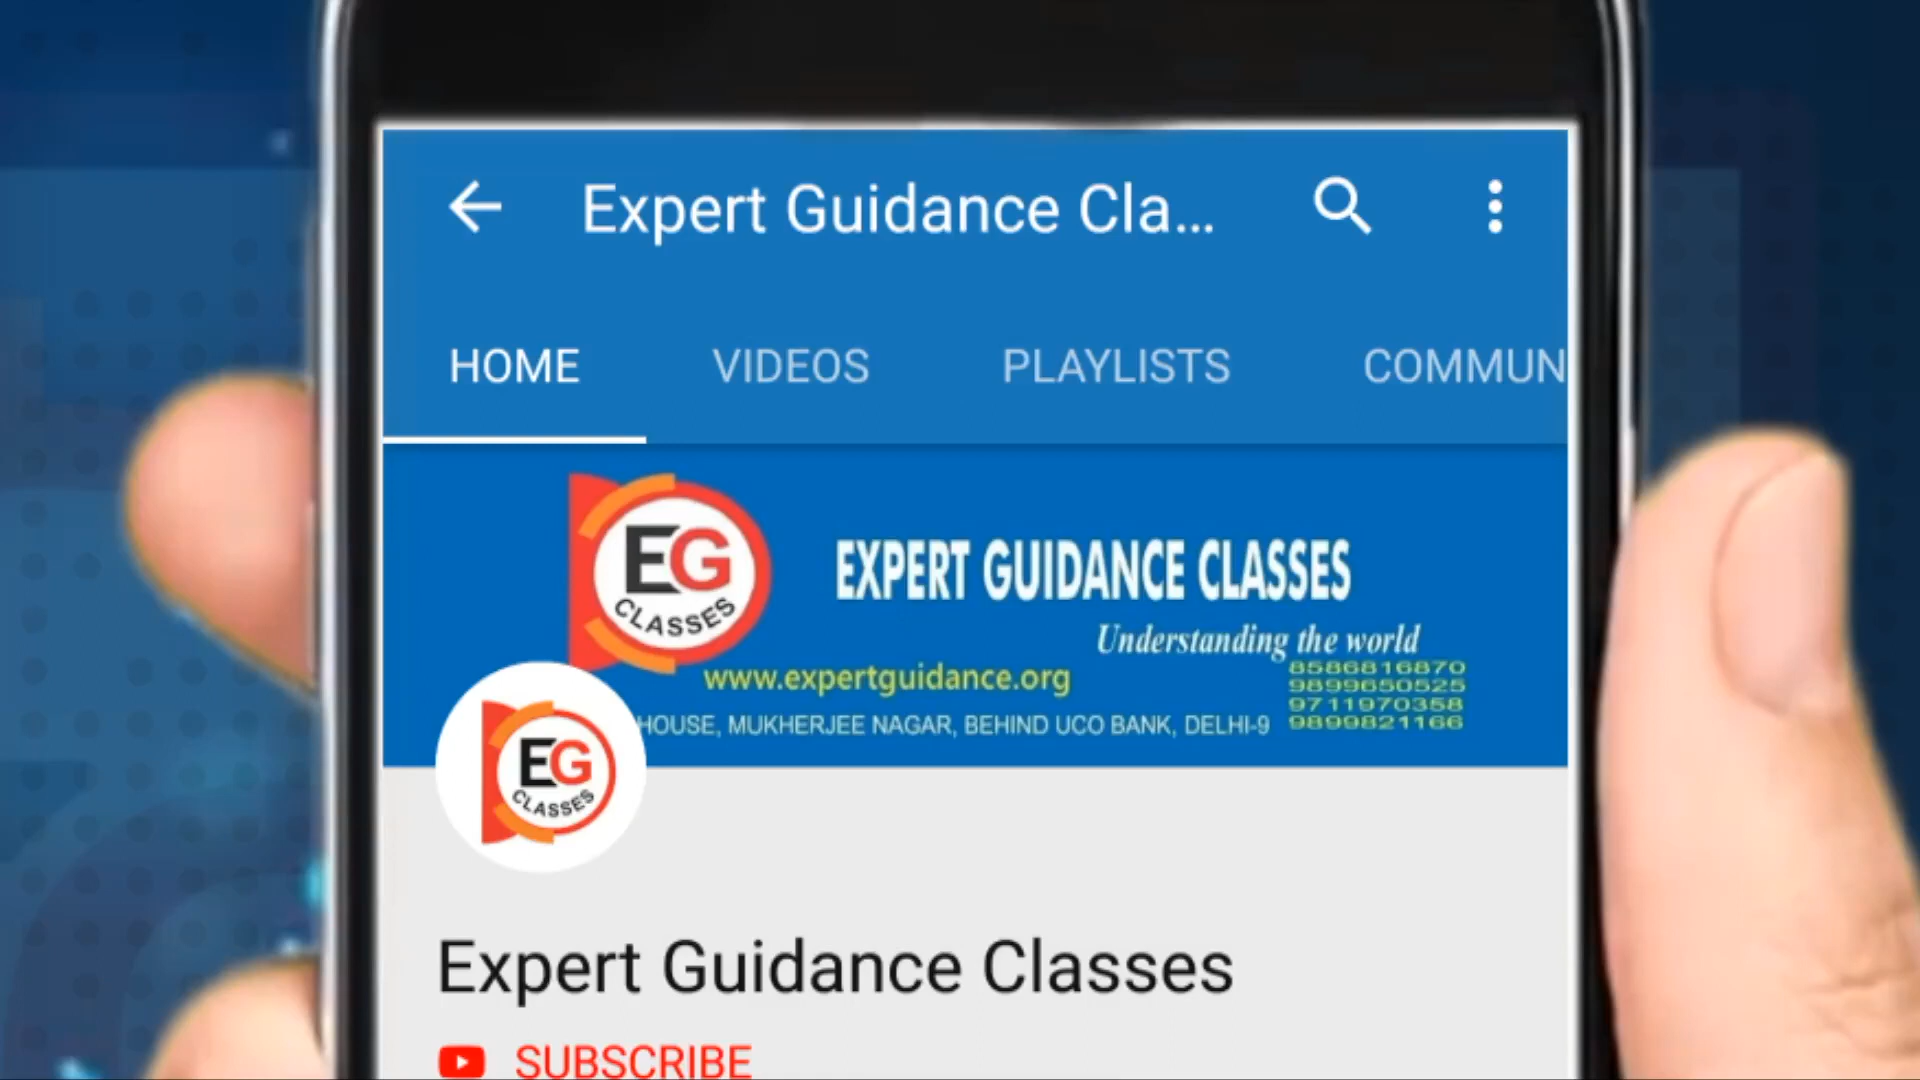 Expert Guidance Cla...
HOME VIDEOS PLAYLISTS COMMUN
EG
CLASSES
EXPERT GUIDANCE CLASSES
Understanding the world
www.expertguidance.org
8586816870
9899650525
9711970358
9899821166
HOUSE, MUKHERJEE NAGAR, BEHIND UCO BANK, DELHI-9
EG
CLASSES
Expert Guidance Classes
SUBSCRIBE